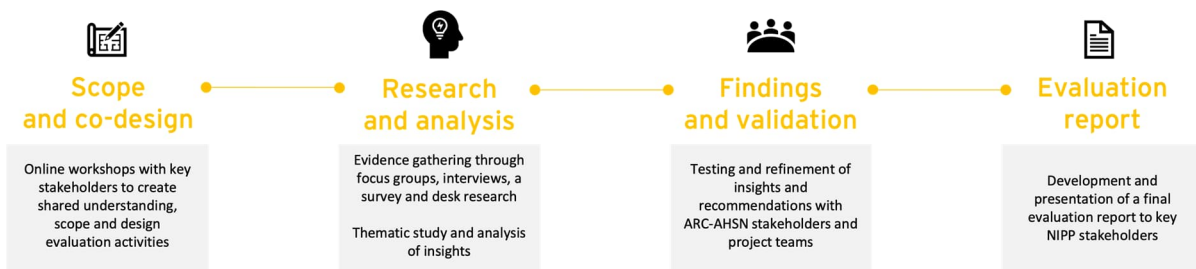 Scope
and co-design
Online workshops with key
stakeholders to create
shared understanding,
scope and design
evaluation activities
Research
and analysis
Evidence gathering through
focus groups, interviews, a
survey and desk research
Thematic study and analysis
of insights
Findings
and validation
Testing and refinement of
insights and
recommendations with
ARC-AHSN stakeholders and
project teams
Evaluation
report
Development and
presentation of a final
evaluation report to key
NIPP stakeholders